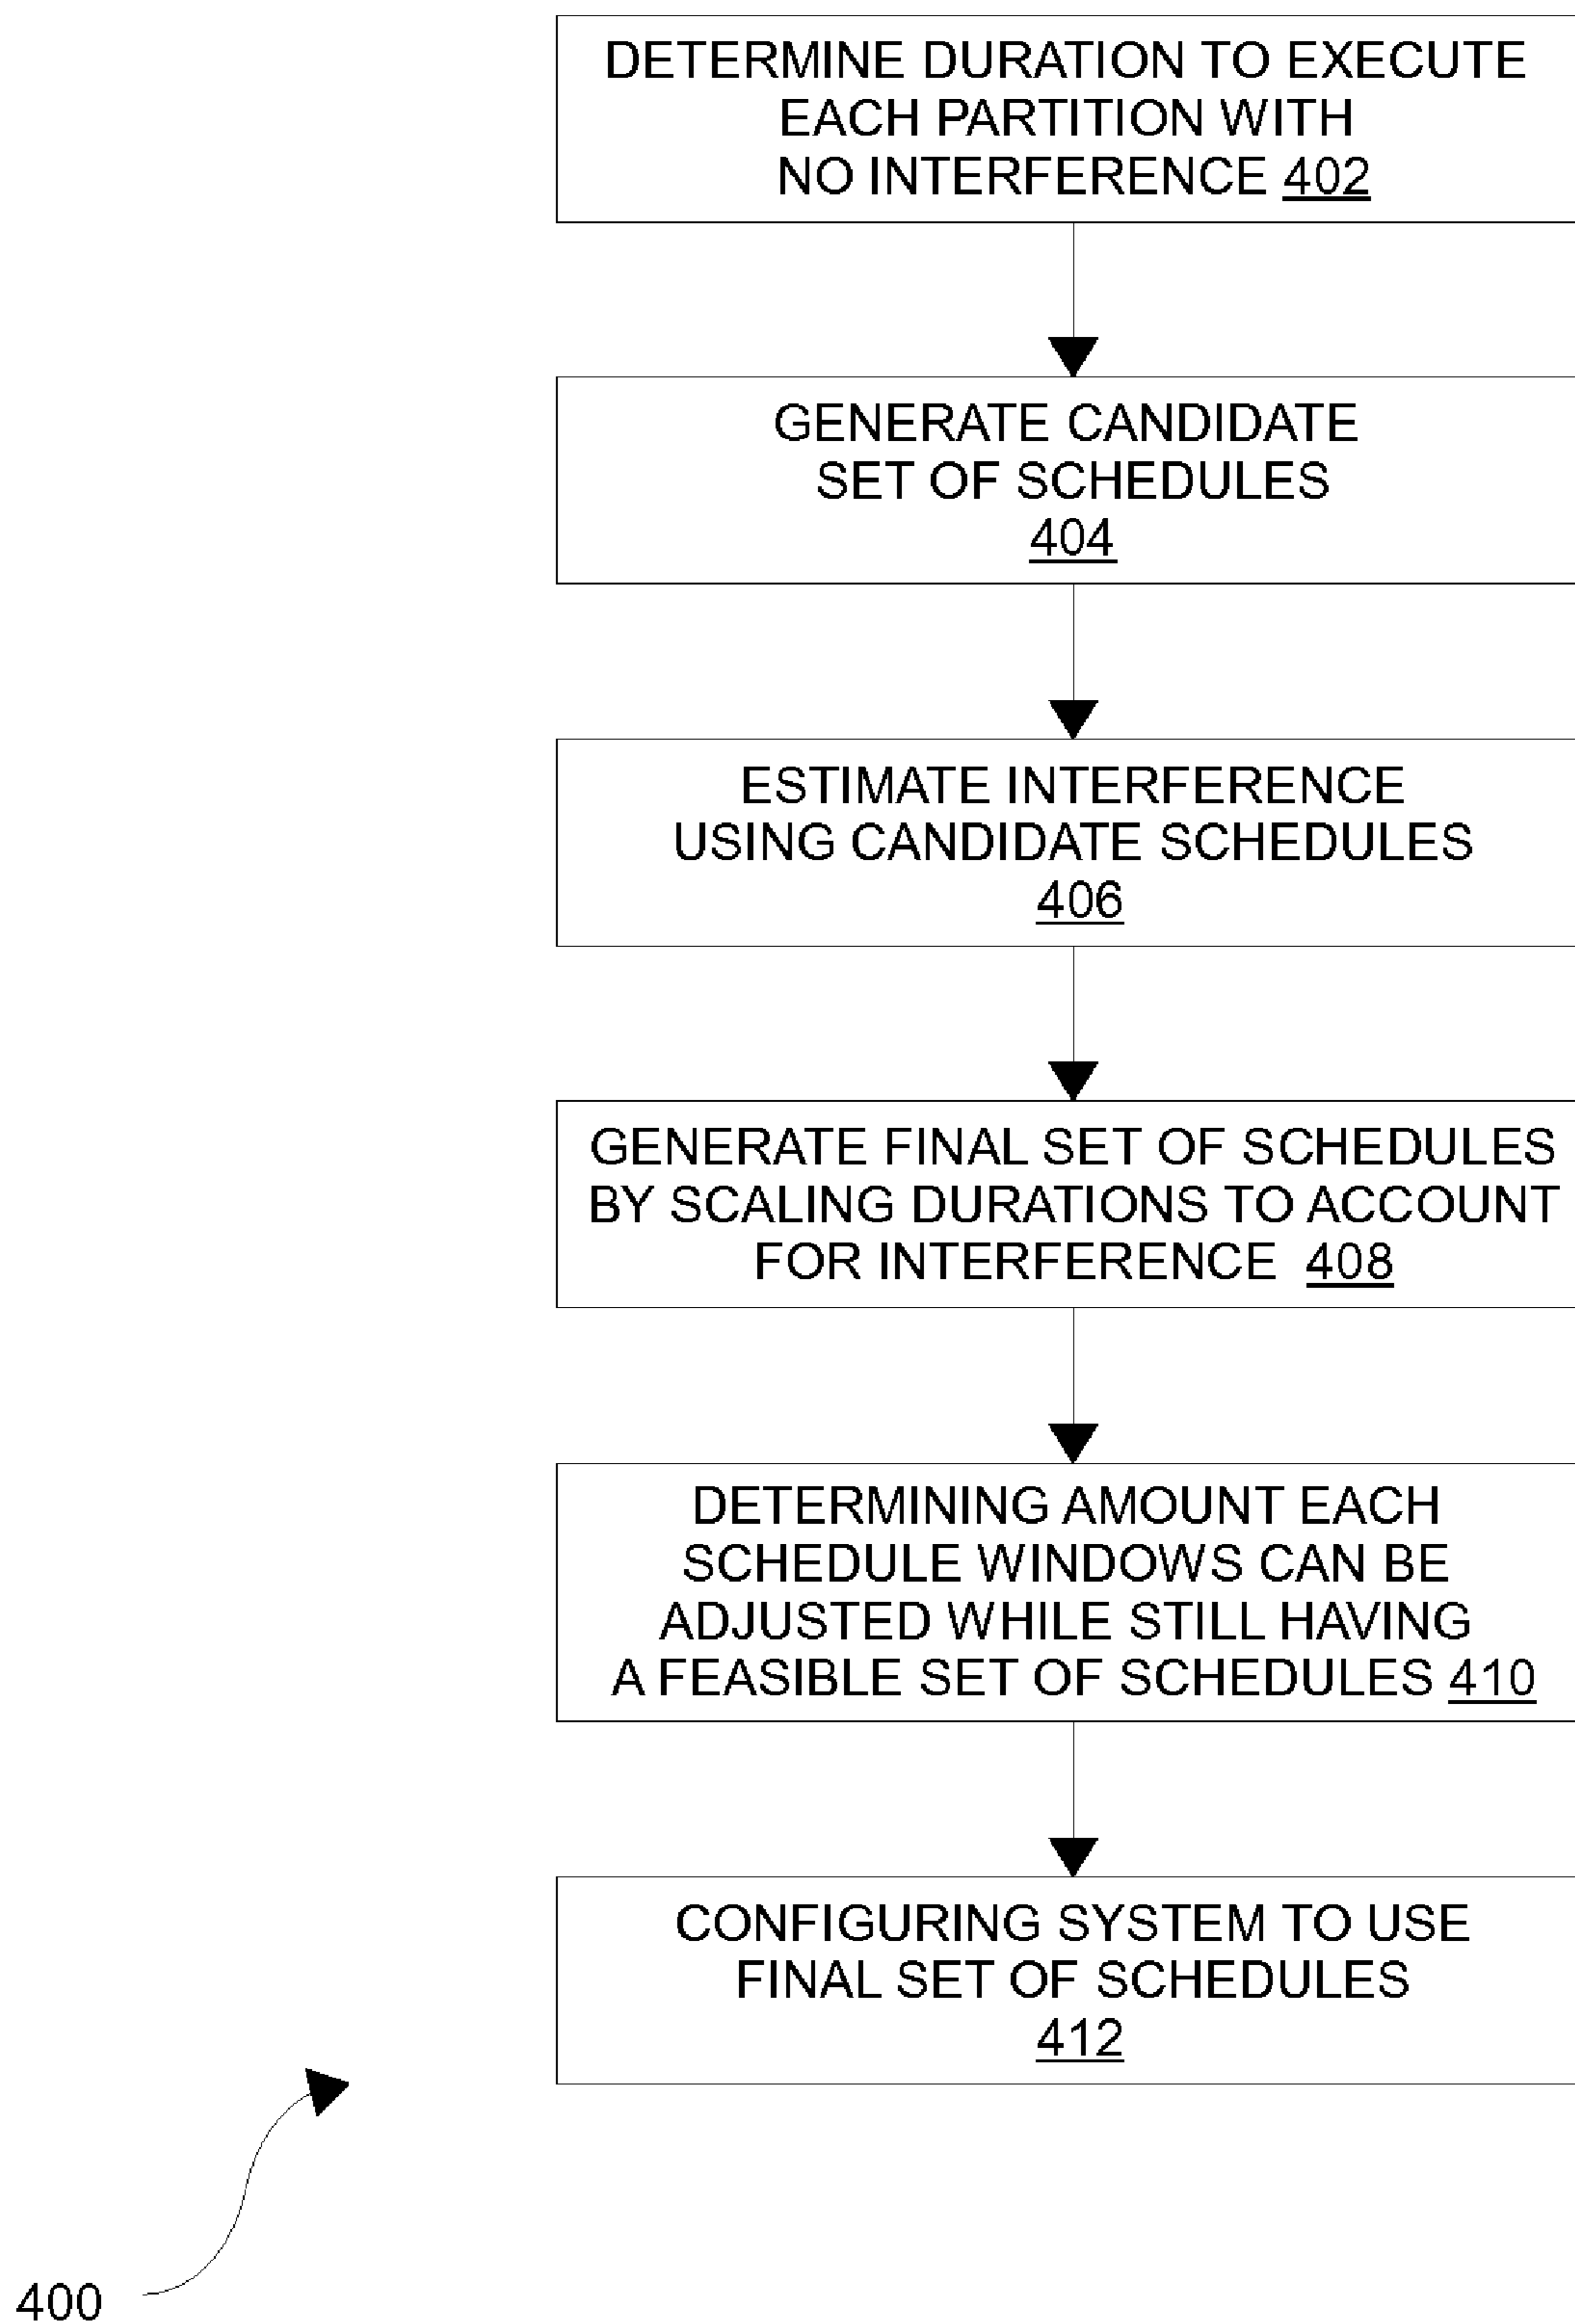 DETERMINE DURATION TO EXECUTE
EACH PARTITION WITH
NO INTERFERENCE 402
GENERATE CANDIDATE
SET OF SCHEDULES
404
ESTIMATE INTERFERENCE
USING CANDIDATE SCHEDULES
406
GENERATE FINAL SET OF SCHEDULES
BY SCALING DURATIONS TO ACCOUNT
FOR INTERFERENCE 408
DETERMINING AMOUNT EACH
SCHEDULE WINDOWS CAN BE
ADJUSTED WHILE STILL HAVING
A FEASIBLE SET OF SCHEDULES 410
CONFIGURING SYSTEM TO USE
FINAL SET OF SCHEDULES
412
400